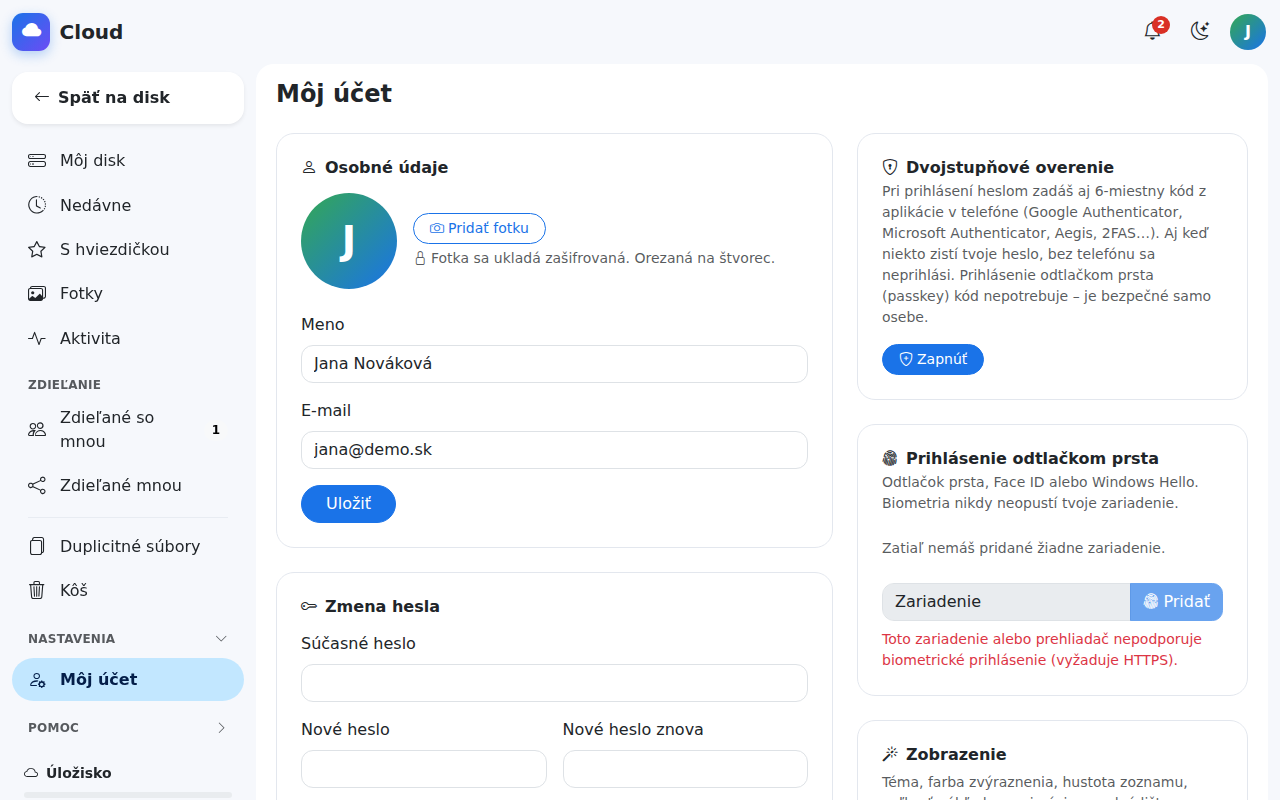 Cloud
2
J
Späť na disk
Môj disk
Nedávne
S hviezdičkou
Fotky
Aktivita
ZDIEĽANIE
Zdieľané so
mnou
1
Zdieľané mnou
Duplicitné súbory
Kôš
NASTAVENIA
Môj účet
POMOC
Úložisko
Môj účet
Osobné údaje
J
Pridať fotku
Fotka sa ukladá zašifrovaná. Orezaná na štvorec.
Meno
Jana Nováková
E-mail
jana@demo.sk
Uložiť
Zmena hesla
Súčasné heslo
Nové heslo
Nové heslo znova
Dvojstupňové overenie
Pri prihlásení heslom zadáš aj 6-miestny kód z
aplikácie v telefóne (Google Authenticator,
Microsoft Authenticator, Aegis, 2FAS…). Aj keď
niekto zistí tvoje heslo, bez telefónu sa
neprihlási. Prihlásenie odtlačkom prsta
(passkey) kód nepotrebuje – je bezpečné samo
osebe.
Zapnúť
Prihlásenie odtlačkom prsta
Odtlačok prsta, Face ID alebo Windows Hello.
Biometria nikdy neopustí tvoje zariadenie.
Zatiaľ nemáš pridané žiadne zariadenie.
Zariadenie
Pridať
Toto zariadenie alebo prehliadač nepodporuje
biometrické prihlásenie (vyžaduje HTTPS).
Zobrazenie
Téma, farba zvýraznenia, hustota zoznamu,